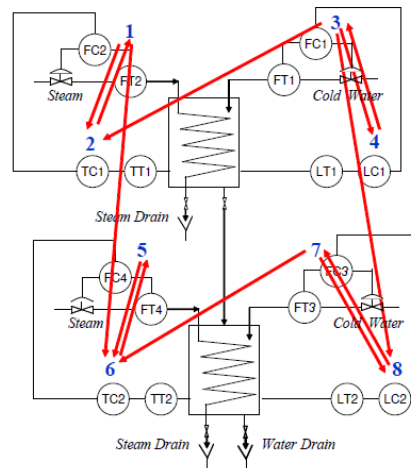 1
3
FC2
FC1
FT2
FT1
Steam
Cold Water
2
4
TC1
TT1
LT1
LC1
Steam Drain
5
7
FC4
FC3
FT4
FT3
Steam
Cold Water
6
8
TC2
TT2
LT2
LC2
Steam Drain
Water Drain